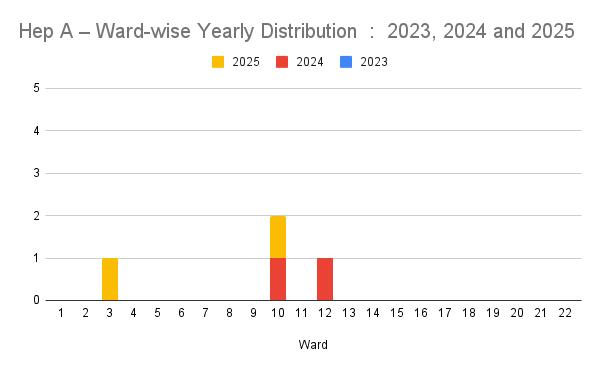 Hep A – Ward-wise Yearly Distribution : 2023, 2024 and 2025
2025 2024 2023
5
4
3
2
1
0
1 2 3 4 5 6 7 8 9 10 11 12 13 14 15 16 17 18 19 20 21 22
Ward